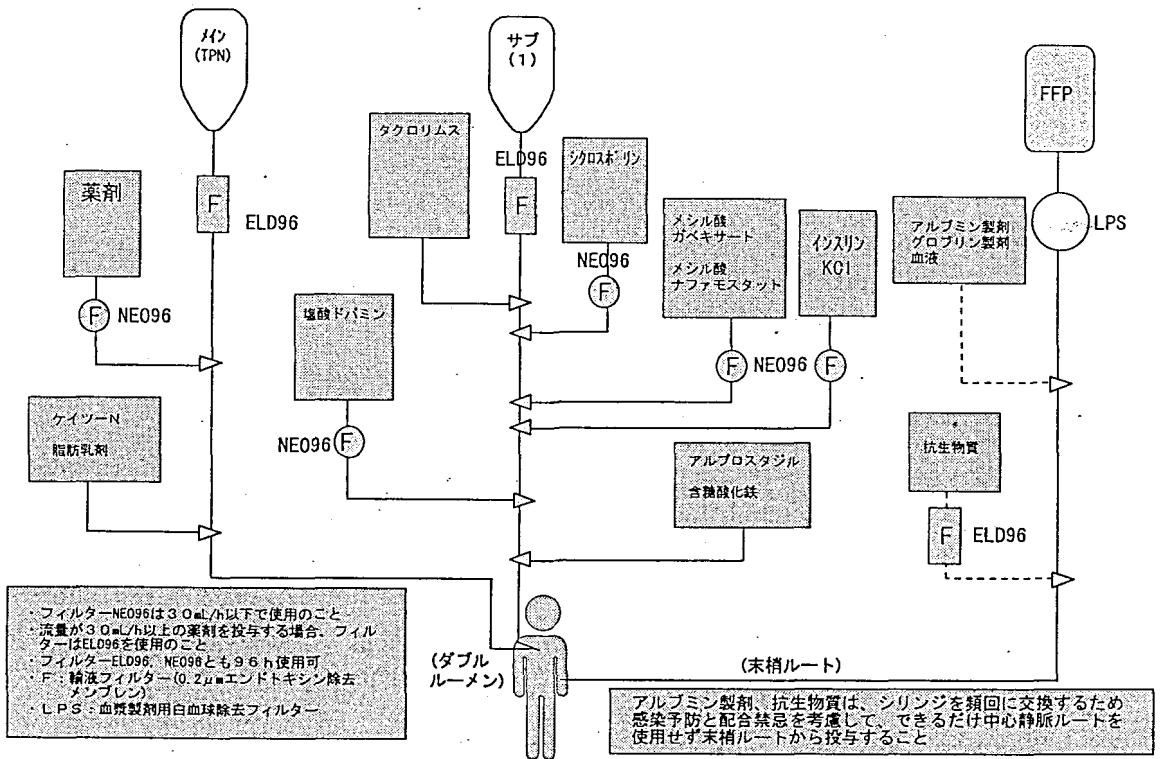 メイン
(TPN)
サブ
(1)
FFP
タクロリムス
ELD96
シクロスポリン
薬剤
F
ELD96
F
メシル酸
ガベキサート
メシル酸
ナファモスタット
インスリン
KCl
アルブミン製剤
グロブリン製剤
血液
LPS
NEO96
F
塩酸ドパミン
F
NEO96
F
NEO96
F
ケイツーN
脂肪乳剤
NEO96
F
アルプロスタジル
含糖酸化鉄
抗生物質
F
ELD96
・フィルターNEO96は30mL/h以下で使用のこと
・流量が30mL/h以上の薬剤を投与する場合、フィル
ターはELD96を使用のこと
・フィルターELD96, NEO96とも96h使用可
・F：輸液フィルター(0.2μmエンドトキシン除去
メンブレン)
・LPS：血漿製剤用白血球除去フィルター
(ダブル
ルーメン)
(末梢ルート)
アルブミン製剤、抗生物質は、シリンジを頻回に交換するため
感染予防と配合禁忌を考慮して、できるだけ中心静脈ルートを
使用せず末梢ルートから投与すること